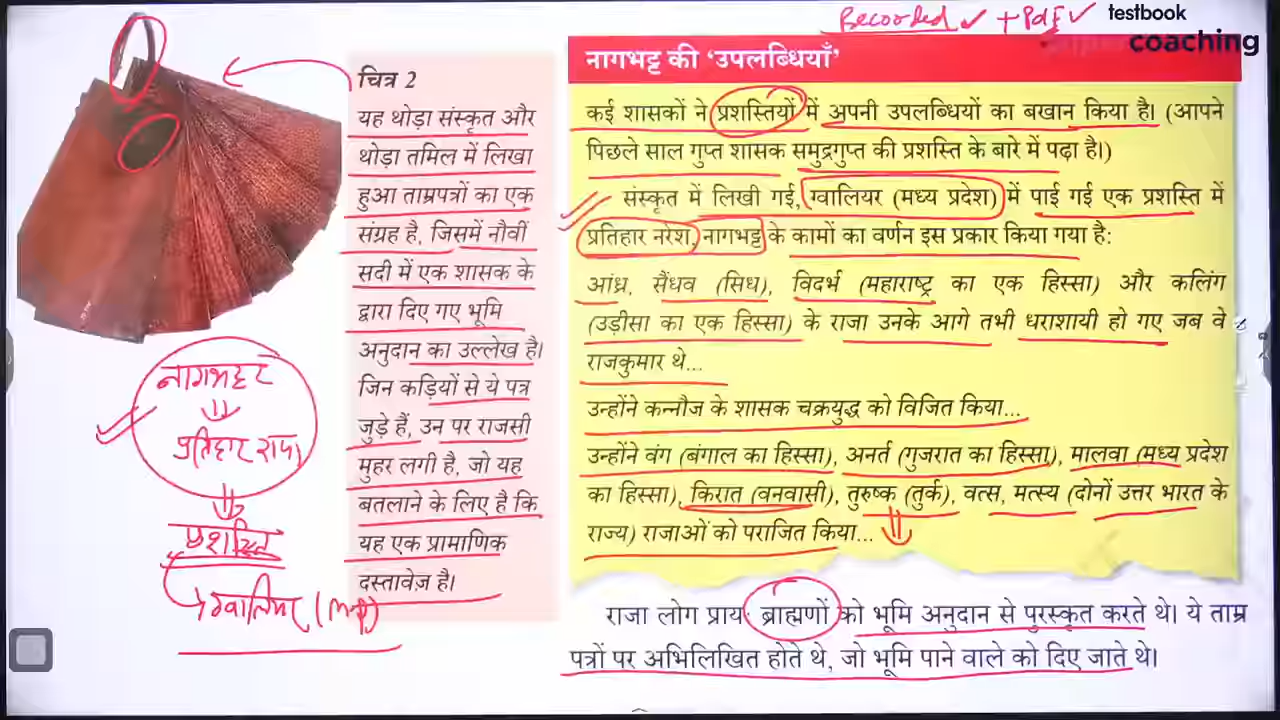 Recorded ✓ + Pdf ✓
testbook
coaching
चित्र 2
यह थोड़ा संस्कृत और
थोड़ा तमिल में लिखा
हुआ ताम्रपत्रों का एक
संग्रह है, जिसमें नौवीं
सदी में एक शासक के
द्वारा दिए गए भूमि
अनुदान का उल्लेख है।
जिन कड़ियों से ये पत्र
जुड़े हैं, उन पर राजसी
मुहर लगी है, जो यह
बतलाने के लिए है कि
यह एक प्रामाणिक
दस्तावेज़ है।
नागभट्ट
प्रतिहार राजा
प्रशस्ति
ग्वालियर (MP)
नागभट्ट की ‘उपलब्धियाँ’
कई शासकों ने प्रशस्तियों में अपनी उपलब्धियों का बखान किया है। (आपने
पिछले साल गुप्त शासक समुद्रगुप्त की प्रशस्ति के बारे में पढ़ा है।)
संस्कृत में लिखी गई, ग्वालियर (मध्य प्रदेश) में पाई गई एक प्रशस्ति में
प्रतिहार नरेश, नागभट्ट के कामों का वर्णन इस प्रकार किया गया है:
आंध्र, सैंधव (सिंध), विदर्भ (महाराष्ट्र का एक हिस्सा) और कलिंग
(उड़ीसा का एक हिस्सा) के राजा उनके आगे तभी धराशायी हो गए जब वे
राजकुमार थे...
उन्होंने कन्नौज के शासक चक्रयुद्ध को विजित किया...
उन्होंने वंग (बंगाल का हिस्सा), अनर्त (गुजरात का हिस्सा), मालवा (मध्य प्रदेश
का हिस्सा), किरात (वनवासी), तुरुष्क (तुर्क), वत्स, मत्स्य (दोनों उत्तर भारत के
राज्य) राजाओं को पराजित किया...
राजा लोग प्रायः ब्राह्मणों को भूमि अनुदान से पुरस्कृत करते थे। ये ताम्र
पत्रों पर अभिलिखित होते थे, जो भूमि पाने वाले को दिए जाते थे।